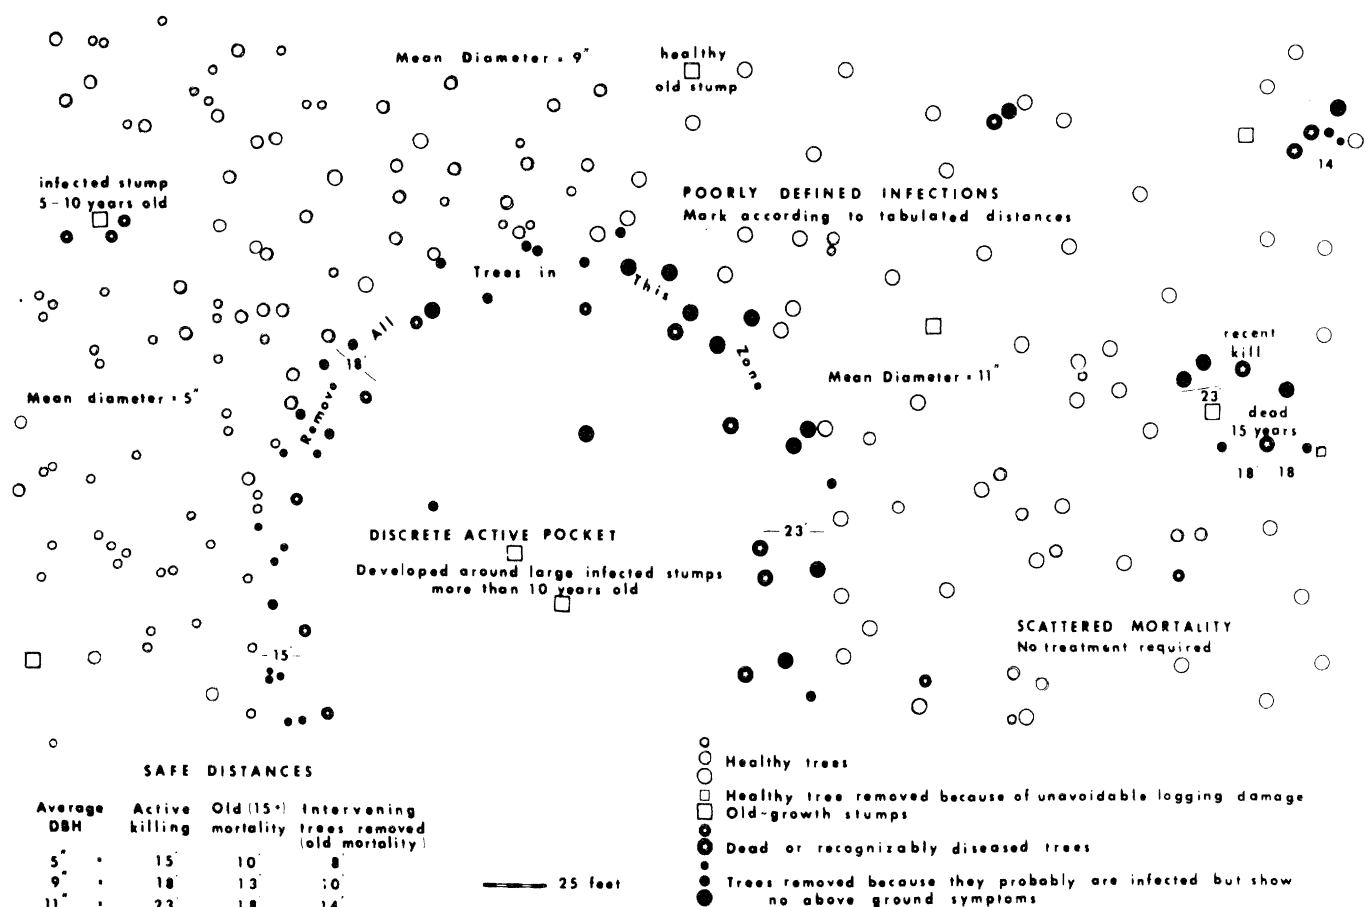 Mean Diameter = 9"
healthy
old stump
infected stump
5-10 years old
14
POORLY DEFINED INFECTIONS
Mark according to tabulated distances
Trees in
This
All
Zone
18'
Remove
recent
kill
Mean Diameter = 11"
23'
Mean diameter = 5"
dead
15 years
18' 18
23'
DISCRETE ACTIVE POCKET
Developed around large infected stumps
more than 10 years old
SCATTERED MORTALITY
No treatment required
15'
SAFE DISTANCES
Average DBH Active killing Old (15+) mortality Intervening trees removed (old mortality)
5" 15' 10' 8'
9" 18' 13' 10'
11" 23' 18' 14'
25 feet
Healthy trees
Healthy tree removed because of unavoidable logging damage
Old-growth stumps
Dead or recognizably diseased trees
Trees removed because they probably are infected but show
no above ground symptoms